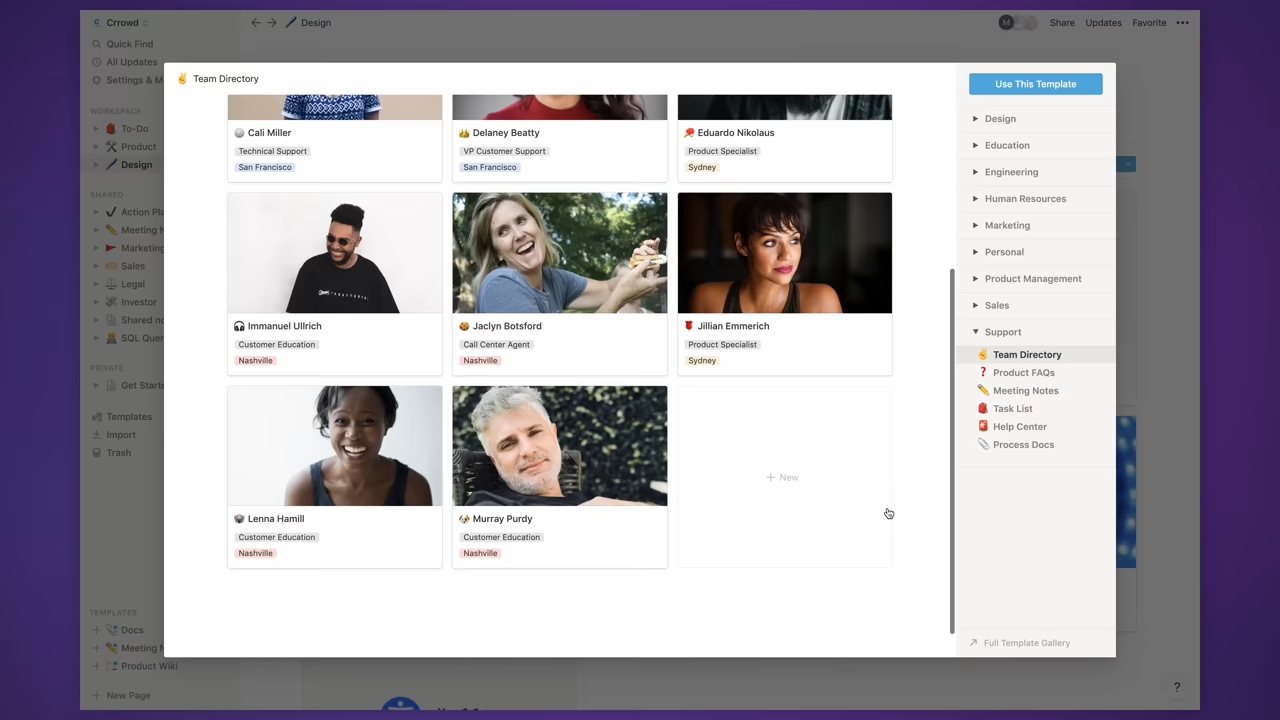 Crrowd
Design
Share
Updates
Favorite
M
Quick Find
All Updates
Settings & M
WORKSPACE
To-Do
Product
Design
SHARED
Action Pla
Meeting N
Marketing
Sales
Legal
Investor
Shared no
SQL Quer
PRIVATE
Get Starte
Templates
Import
Trash
TEMPLATES
Docs
Meeting N
Product Wiki
New Page
Team Directory
Cali Miller
Technical Support
San Francisco
Delaney Beatty
VP Customer Support
San Francisco
Eduardo Nikolaus
Product Specialist
Sydney
Immanuel Ullrich
Customer Education
Nashville
Jaclyn Botsford
Call Center Agent
Nashville
Jillian Emmerich
Product Specialist
Sydney
Lenna Hamill
Customer Education
Nashville
Murray Purdy
Customer Education
Nashville
+ New
Use This Template
Design
Education
Engineering
Human Resources
Marketing
Personal
Product Management
Sales
Support
Team Directory
Product FAQs
Meeting Notes
Task List
Help Center
Process Docs
Full Template Gallery
?